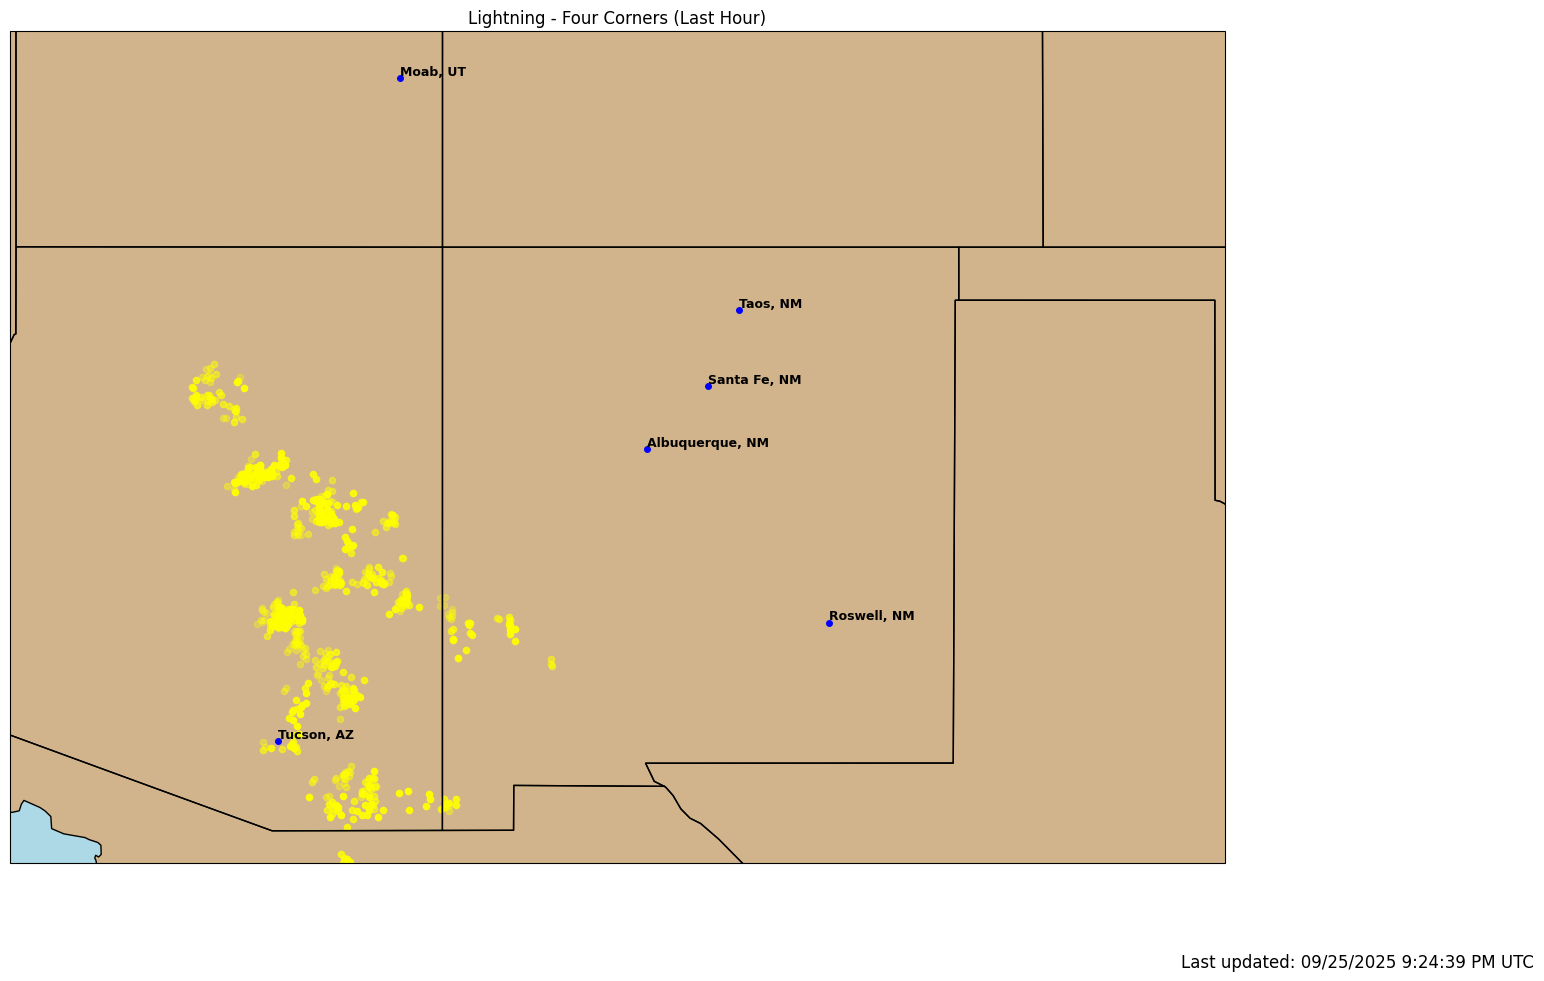 Lightning - Four Corners (Last Hour)
Moab, UT
Taos, NM
Santa Fe, NM
Albuquerque, NM
Roswell, NM
Tucson, AZ
Last updated: 09/25/2025 9:24:39 PM UTC